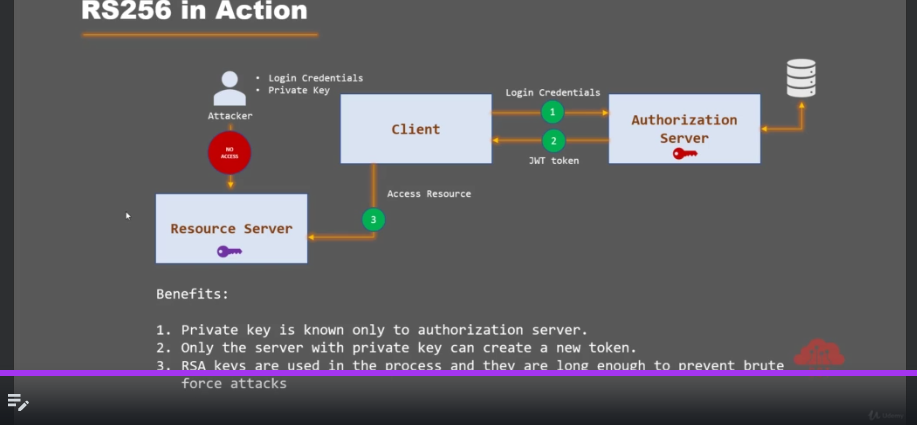 RS256 in Action
• Login Credentials
• Private Key
Attacker
NO
ACCESS
Client
Login Credentials
1
2
JWT token
Authorization
Server
Access Resource
3
Resource Server
Benefits:
1. Private key is known only to authorization server.
2. Only the server with private key can create a new token.
3. RSA keys are used in the process and they are long enough to prevent brute
force attacks